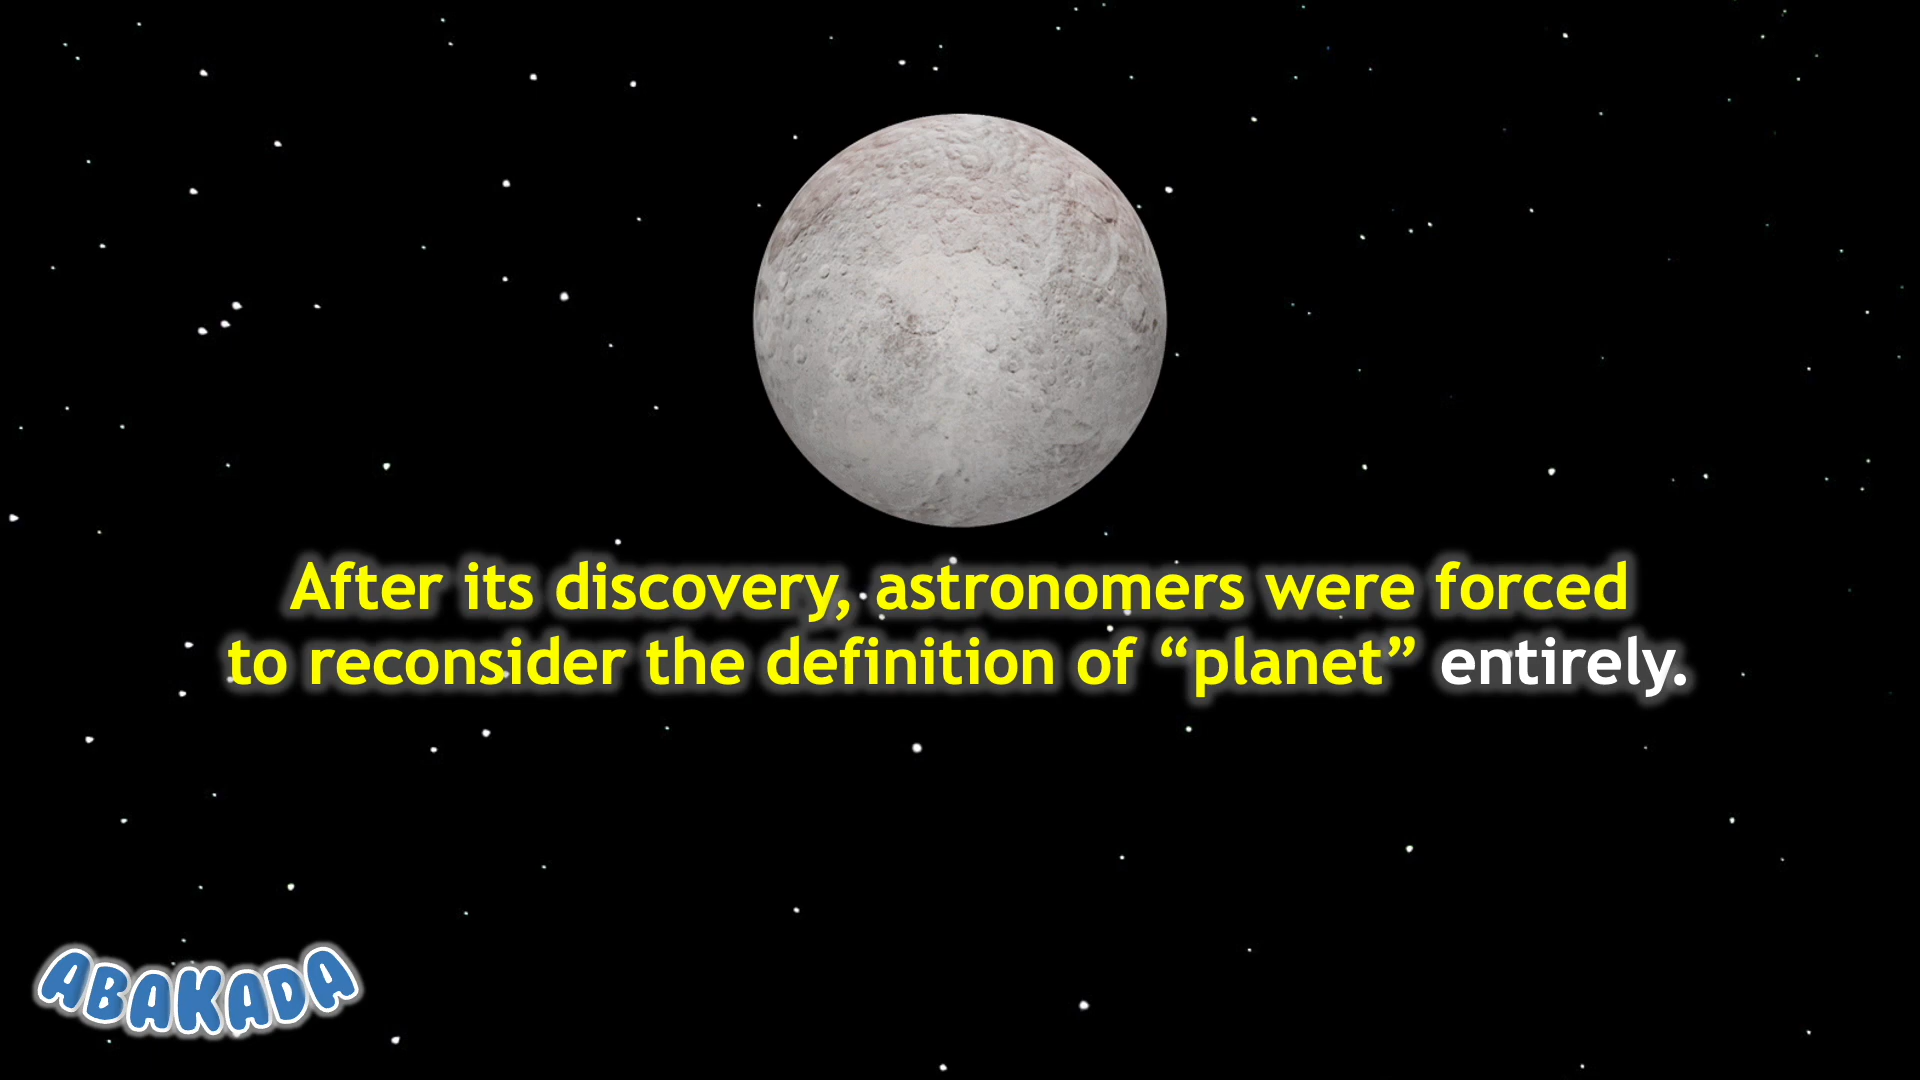 After its discovery, astronomers were forced
to reconsider the definition of “planet” entirely.
ABAKADA